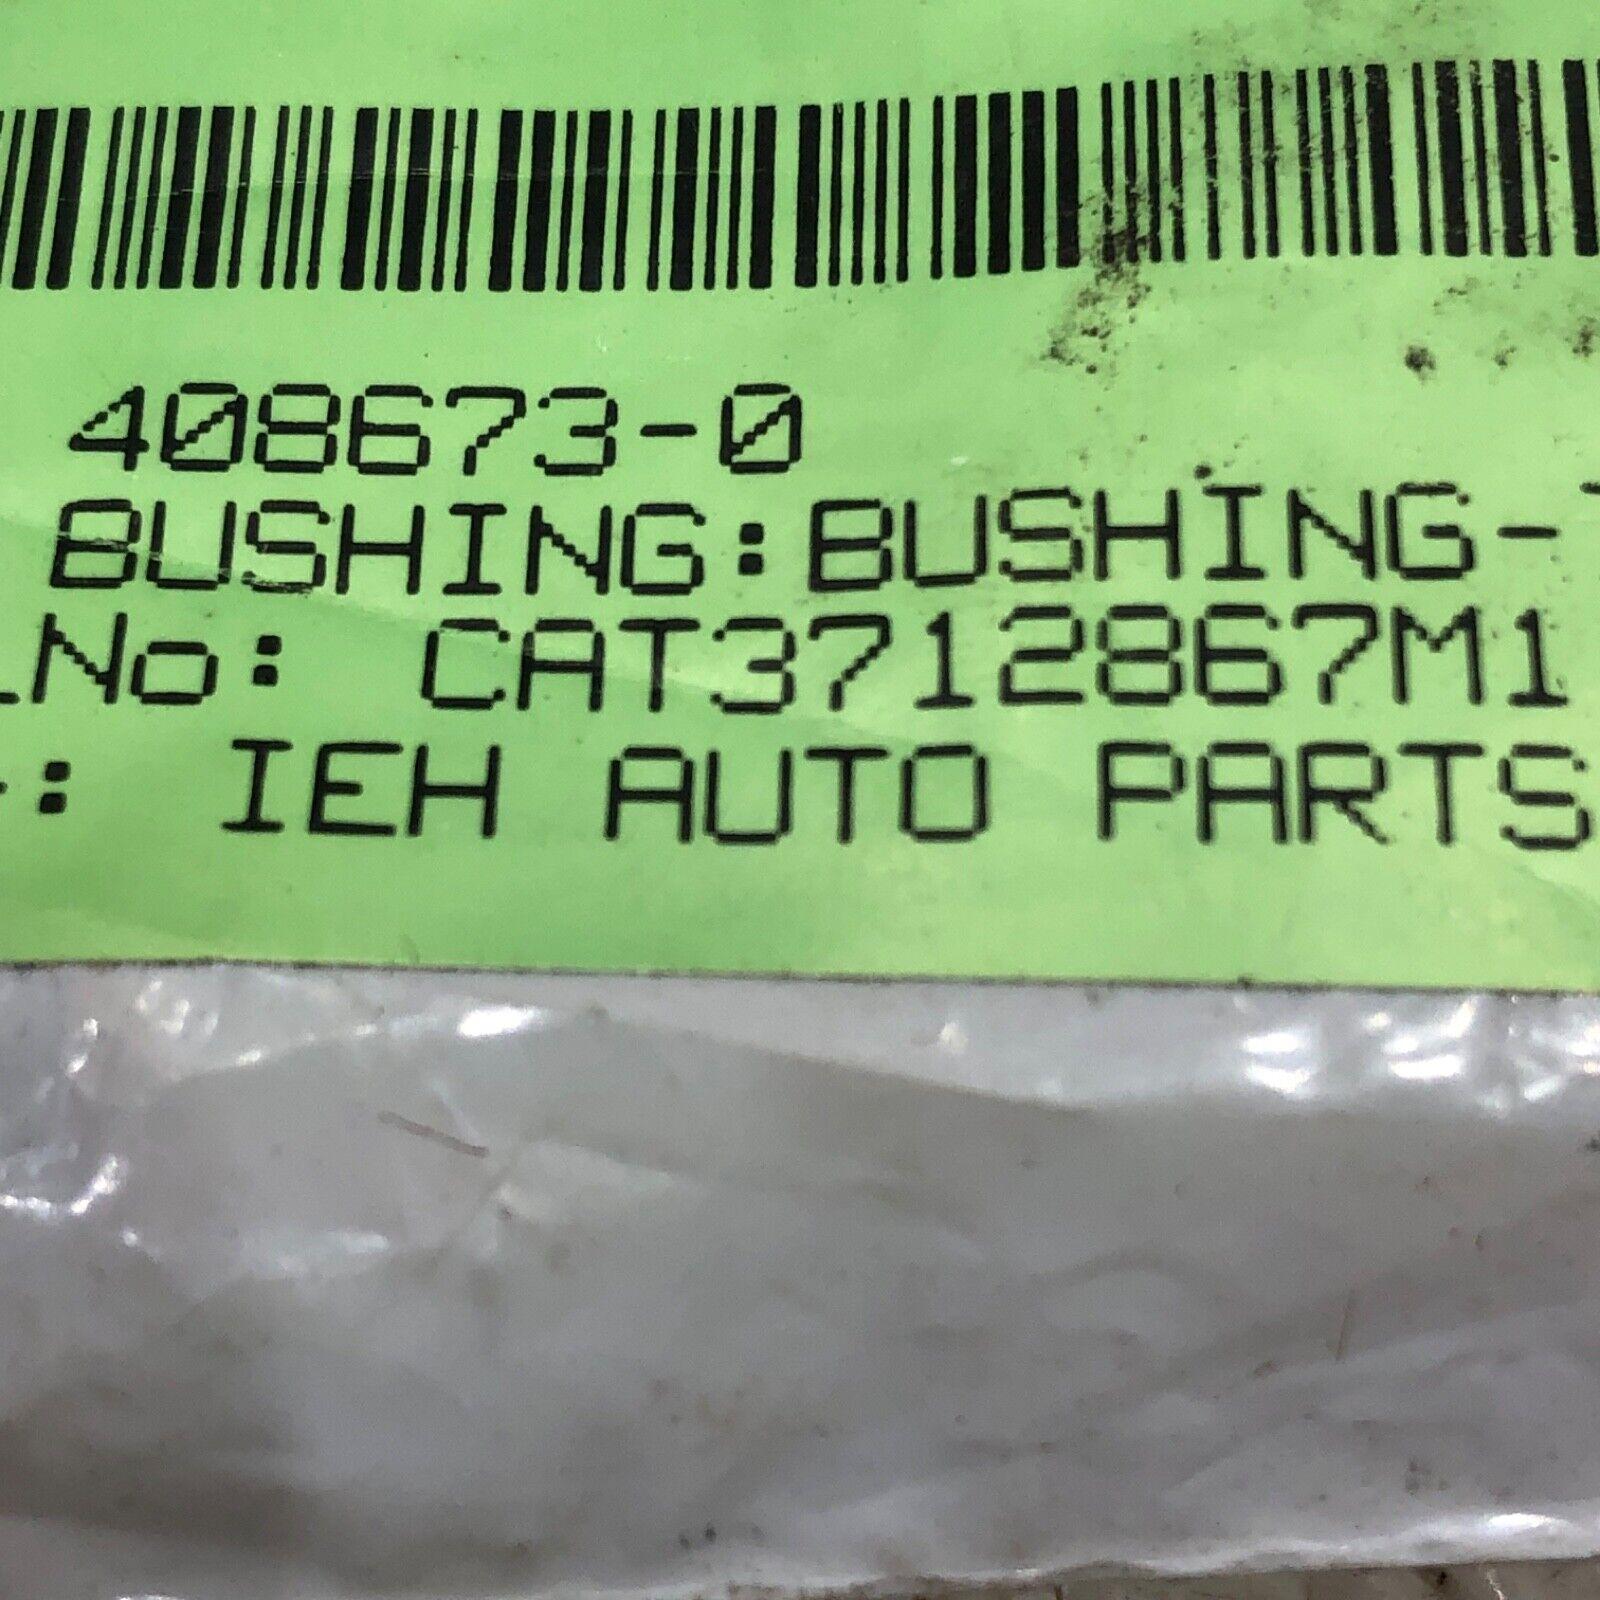 408673-0
BUSHING:BUSHING-
No: CAT3712867M1
: IEH AUTO PARTS